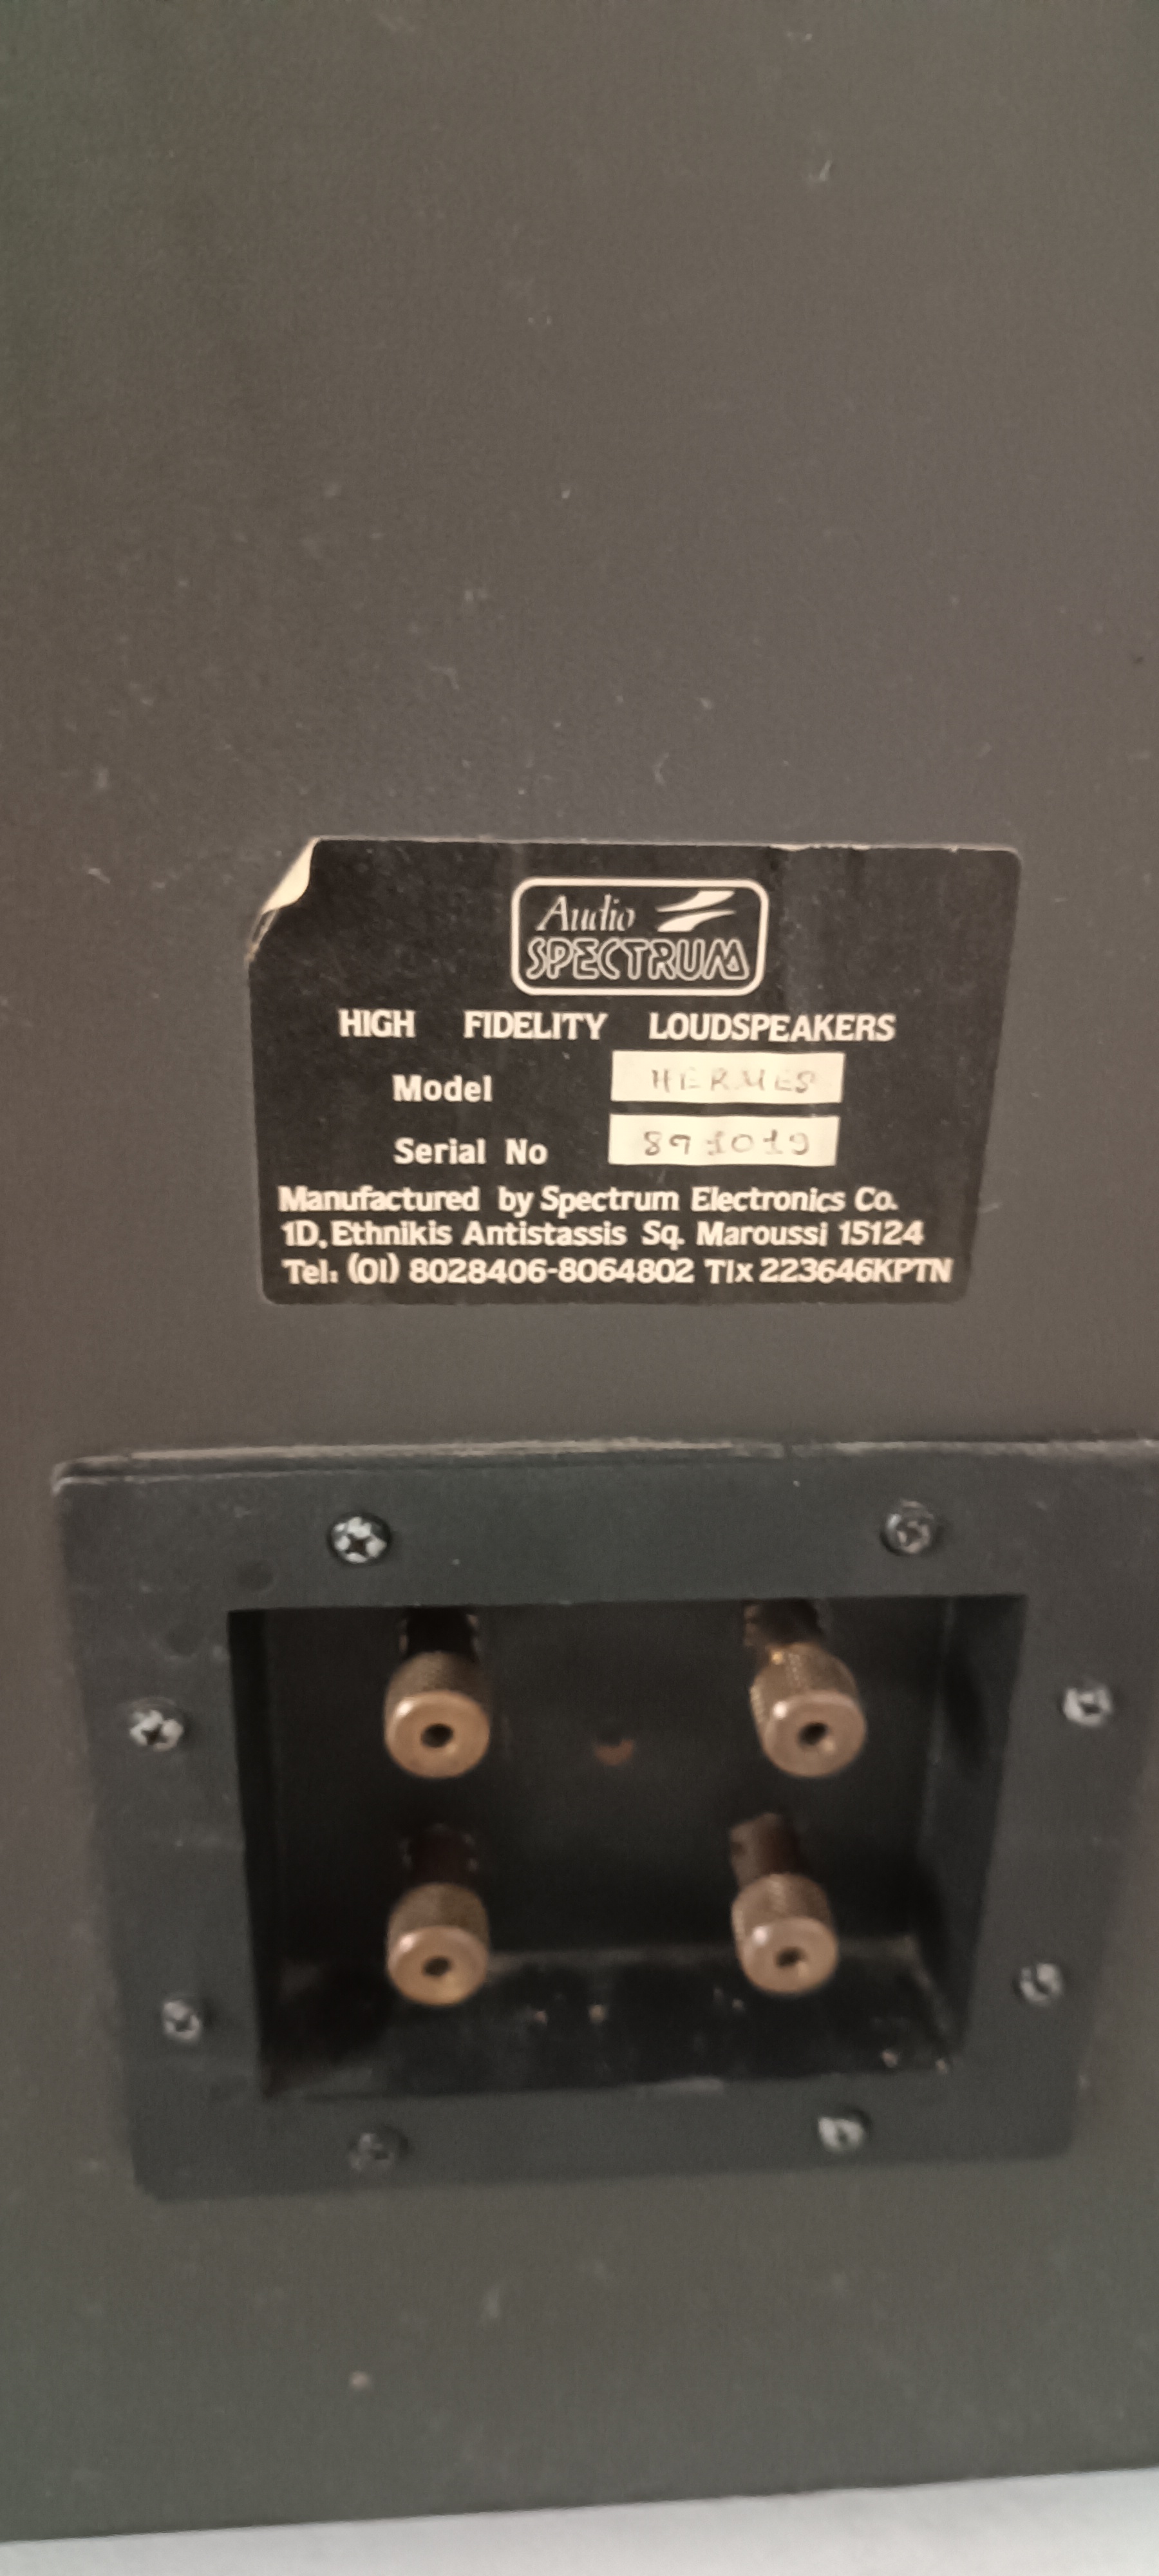 Audio
SPECTRUM
HIGH FIDELITY LOUDSPEAKERS
Model HERMES
Serial No 891019
Manufactured by Spectrum Electronics Co.
1D, Ethnikis Antistassis Sq. Maroussi 15124
Tel: (01) 8028406-8064802 Tlx 223646KPTN